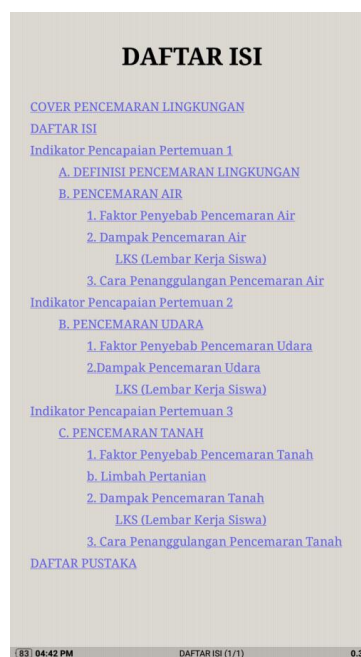 DAFTAR ISI
COVER PENCEMARAN LINGKUNGAN
DAFTAR ISI
Indikator Pencapaian Pertemuan 1
A. DEFINISI PENCEMARAN LINGKUNGAN
B. PENCEMARAN AIR
1. Faktor Penyebab Pencemaran Air
2. Dampak Pencemaran Air
LKS (Lembar Kerja Siswa)
3. Cara Penanggulangan Pencemaran Air
Indikator Pencapaian Pertemuan 2
B. PENCEMARAN UDARA
1. Faktor Penyebab Pencemaran Udara
2.Dampak Pencemaran Udara
LKS (Lembar Kerja Siswa)
Indikator Pencapaian Pertemuan 3
C. PENCEMARAN TANAH
1. Faktor Penyebab Pencemaran Tanah
b. Limbah Pertanian
2. Dampak Pencemaran Tanah
LKS (Lembar Kerja Siswa)
3. Cara Penanggulangan Pencemaran Tanah
DAFTAR PUSTAKA
83 04:42 PM DAFTAR ISI (1/1)